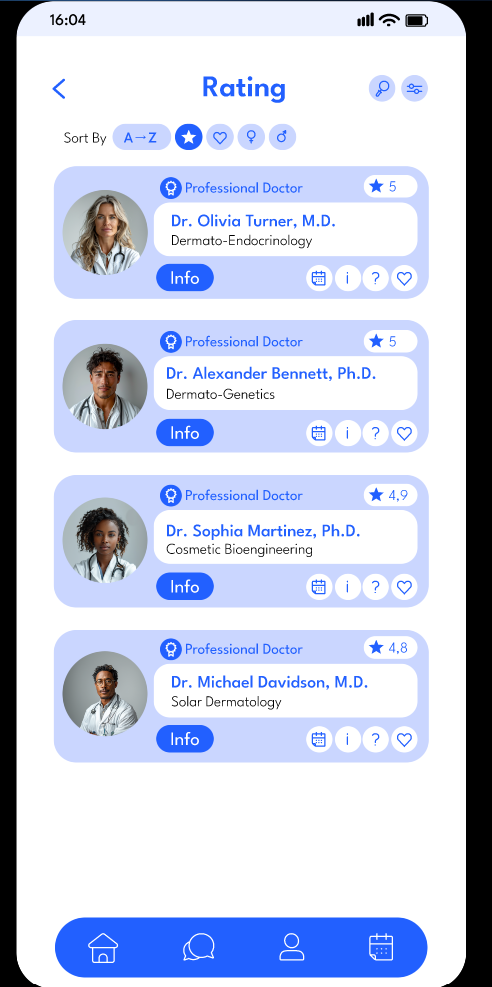 16:04
Rating
Sort By A→Z
Professional Doctor 5
Dr. Olivia Turner, M.D.
Dermato-Endocrinology
Info i ?
Professional Doctor 5
Dr. Alexander Bennett, Ph.D.
Dermato-Genetics
Info i ?
Professional Doctor 4,9
Dr. Sophia Martinez, Ph.D.
Cosmetic Bioengineering
Info i ?
Professional Doctor 4,8
Dr. Michael Davidson, M.D.
Solar Dermatology
Info i ?